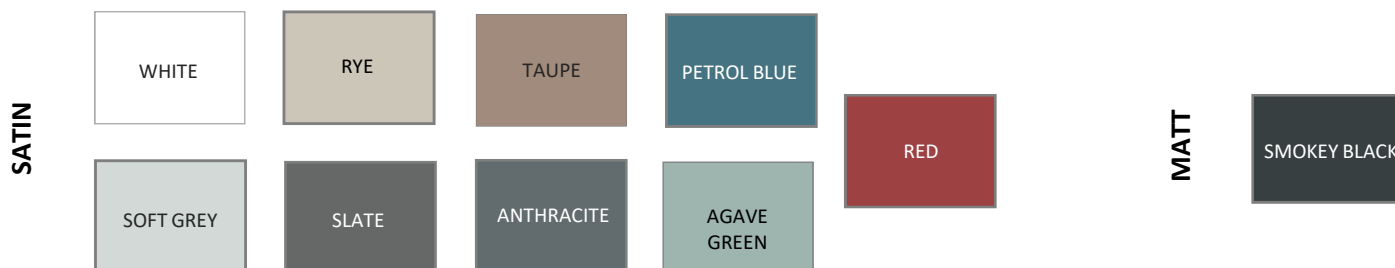 SATIN
WHITE
RYE
TAUPE
PETROL BLUE
SOFT GREY
SLATE
ANTHRACITE
AGAVE
GREEN
RED
MATT
SMOKEY BLACK